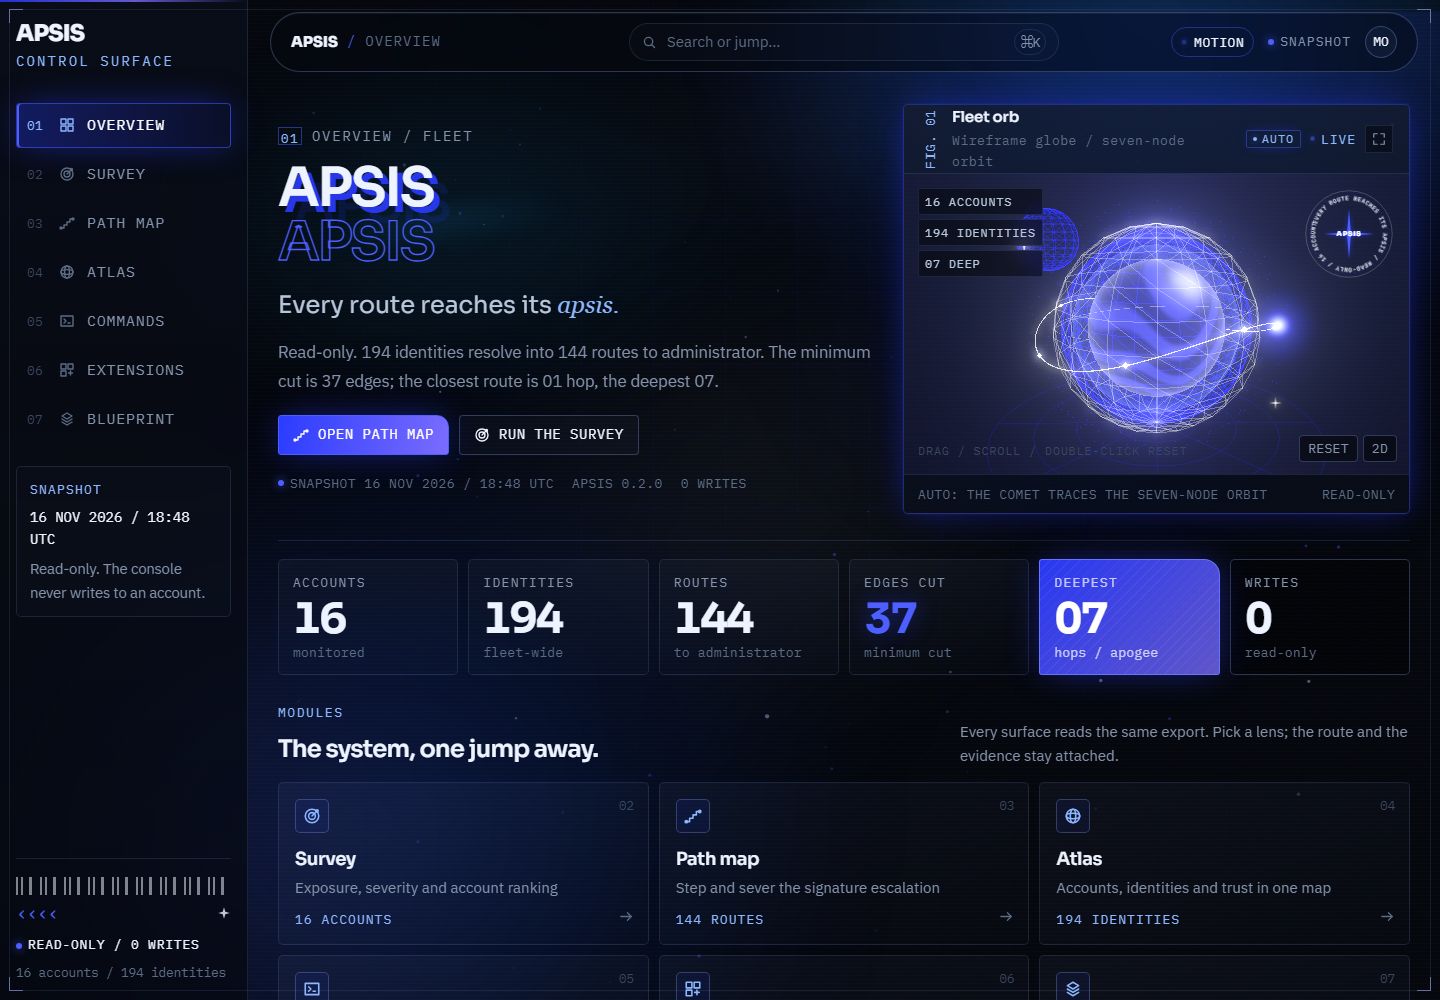 APSIS
CONTROL SURFACE
01 OVERVIEW
02 SURVEY
03 PATH MAP
04 ATLAS
05 COMMANDS
06 EXTENSIONS
07 BLUEPRINT
SNAPSHOT
16 NOV 2026 / 18:48
UTC
Read-only. The console
never writes to an account.
READ-ONLY / 0 WRITES
16 accounts / 194 identities
APSIS / OVERVIEW
Search or jump...
⌘K
MOTION
SNAPSHOT
MO
01 OVERVIEW / FLEET
APSIS
APSIS
Every route reaches its apsis.
Read-only. 194 identities resolve into 144 routes to administrator. The minimum
cut is 37 edges; the closest route is 01 hop, the deepest 07.
OPEN PATH MAP
RUN THE SURVEY
SNAPSHOT 16 NOV 2026 / 18:48 UTC APSIS 0.2.0 0 WRITES
FIG. 01
Fleet orb
Wireframe globe / seven-node
orbit
AUTO
LIVE
16 ACCOUNTS
194 IDENTITIES
07 DEEP
EVERY ROUTE REACHES ITS APSIS / READ-ONLY / 16 ACCOUNTS
APSIS
DRAG / SCROLL / DOUBLE-CLICK RESET
RESET
2D
AUTO: THE COMET TRACES THE SEVEN-NODE ORBIT
READ-ONLY
ACCOUNTS
16
monitored
IDENTITIES
194
fleet-wide
ROUTES
144
to administrator
EDGES CUT
37
minimum cut
DEEPEST
07
hops / apogee
WRITES
0
read-only
MODULES
The system, one jump away.
Every surface reads the same export. Pick a lens; the route and the
evidence stay attached.
02
Survey
Exposure, severity and account ranking
16 ACCOUNTS
03
Path map
Step and sever the signature escalation
144 ROUTES
04
Atlas
Accounts, identities and trust in one map
194 IDENTITIES
05
06
07